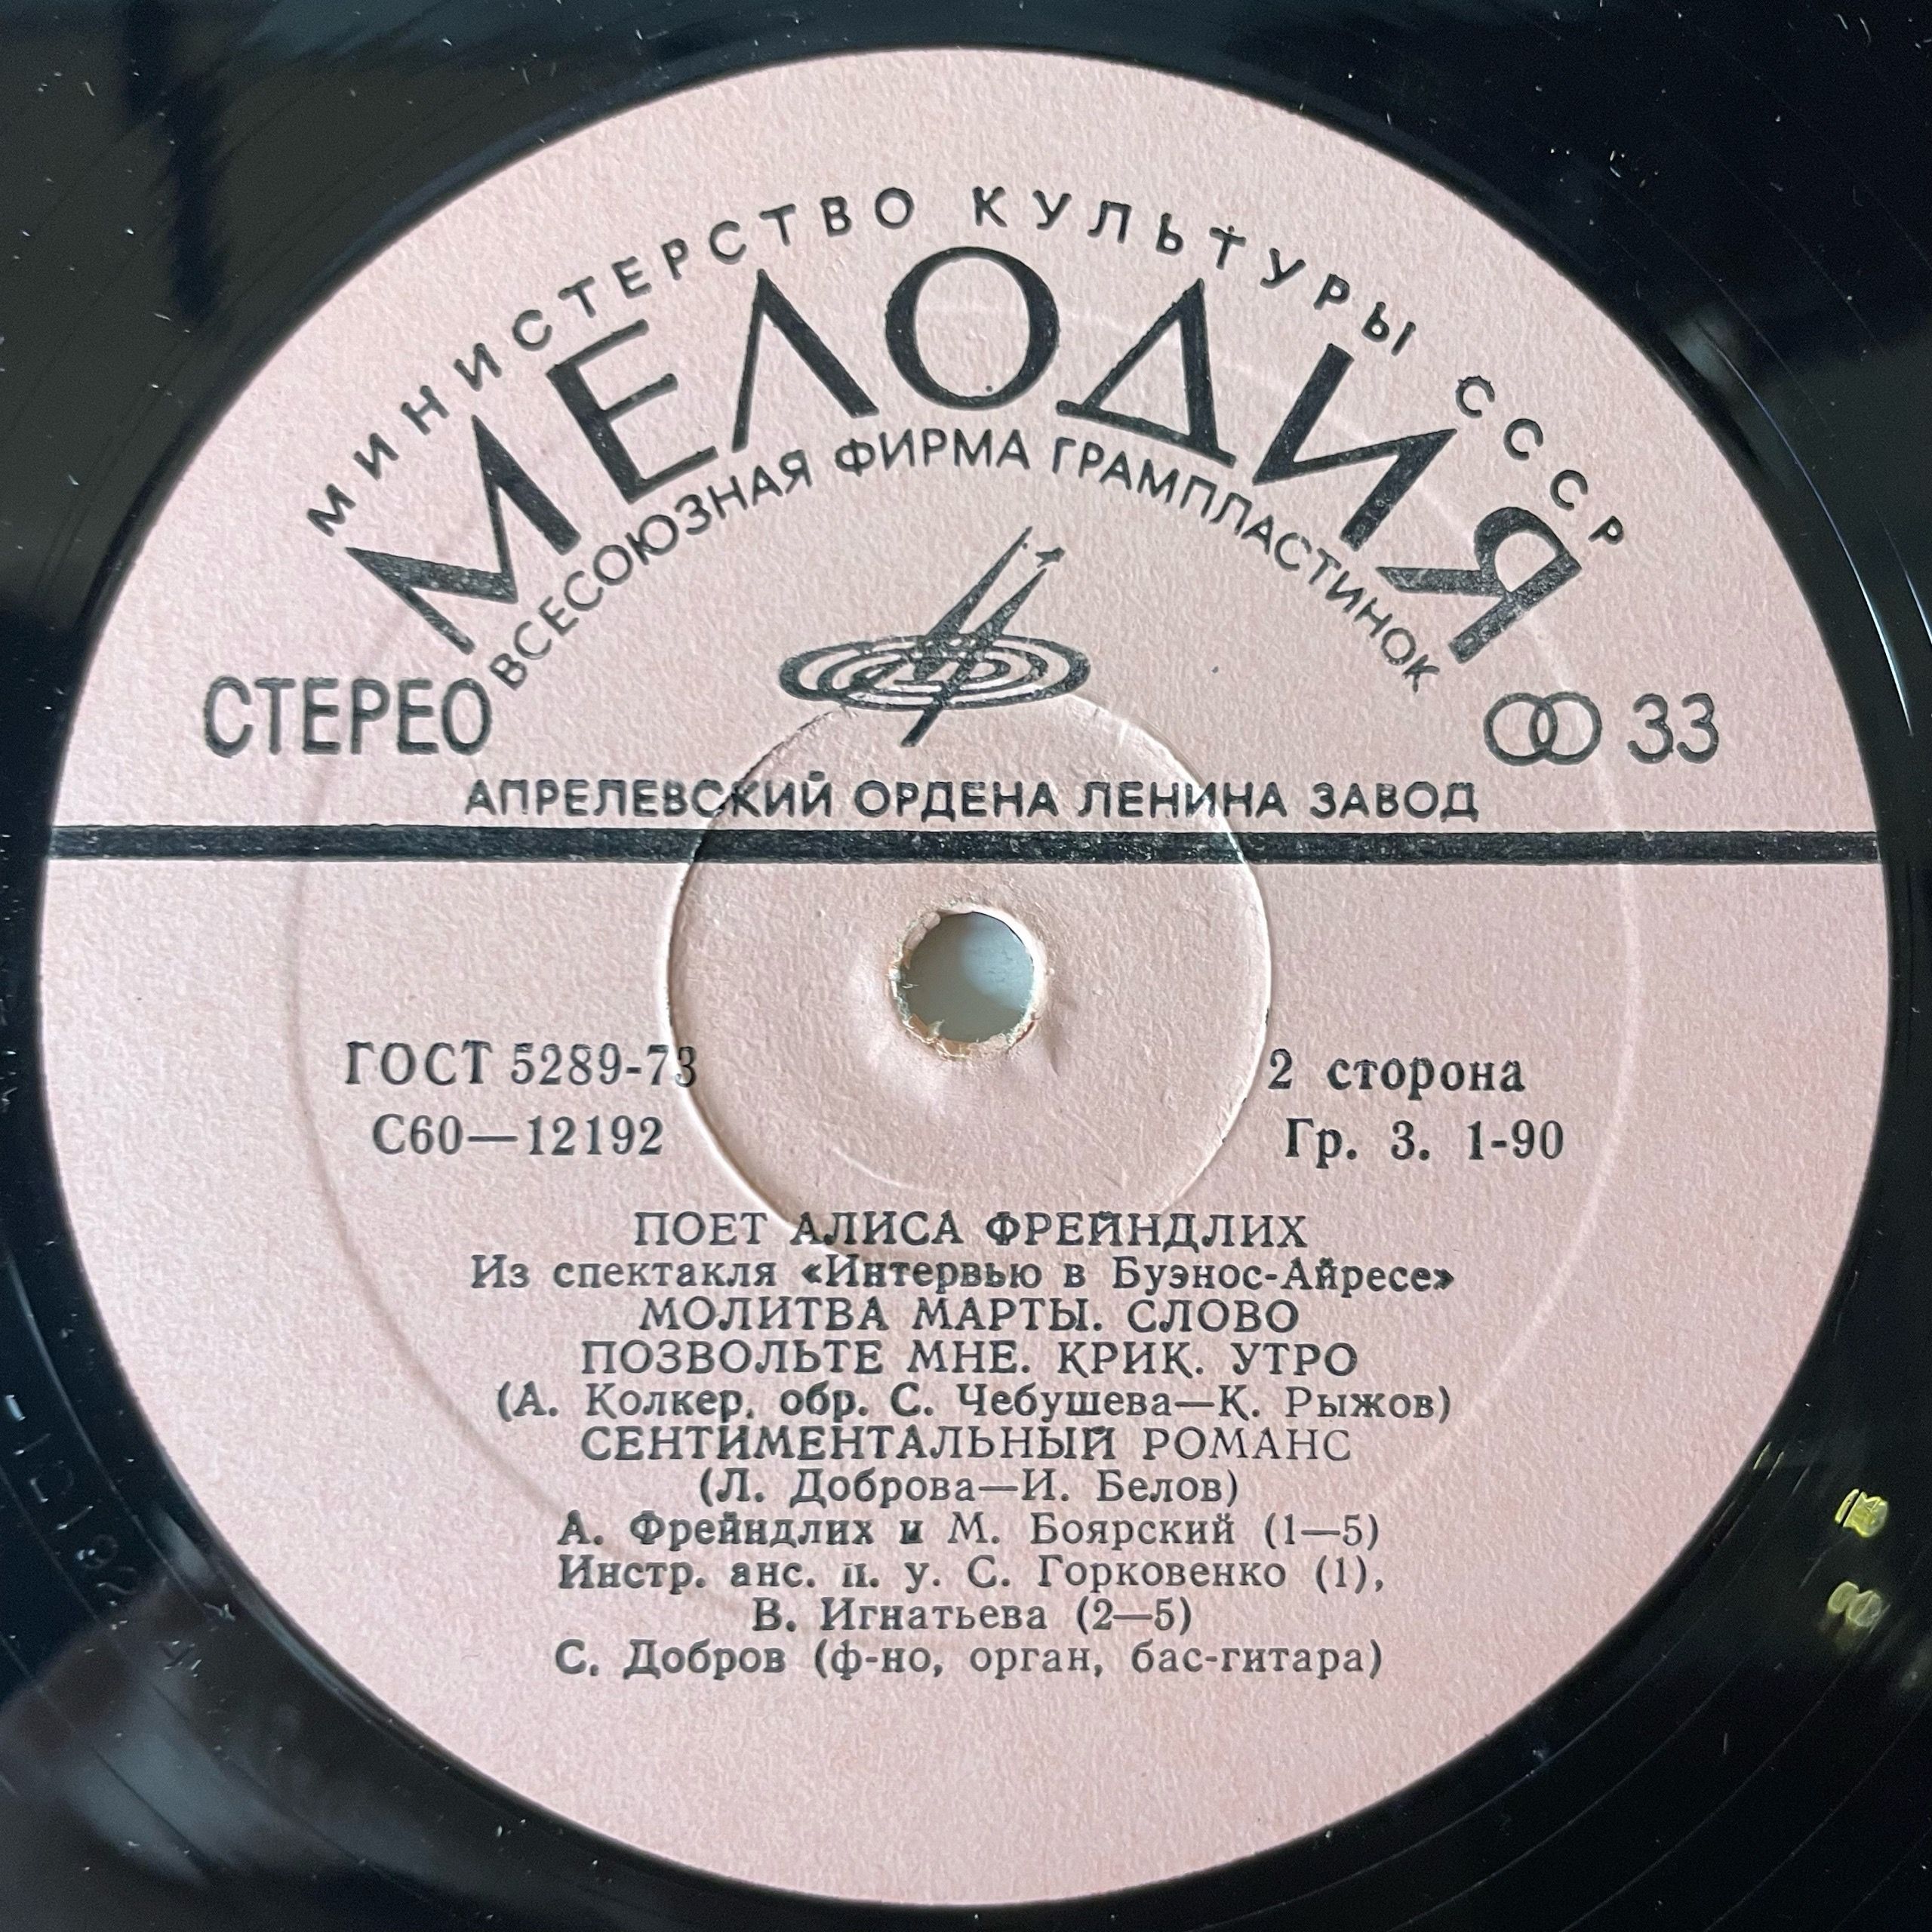 МИНИСТЕРСТВО КУЛЬТУРЫ СССР
МЕЛОДИЯ
ВСЕСОЮЗНАЯ ФИРМА ГРАМПЛАСТИНОК
СТЕРЕО
33
АПРЕЛЕВСКИЙ ОРДЕНА ЛЕНИНА ЗАВОД
ГОСТ 5289-73
2 сторона
С60—12192
Гр. 3. 1-90
ПОЕТ АЛИСА ФРЕЙНДЛИХ
Из спектакля «Интервью в Буэнос-Айресе»
МОЛИТВА МАРТЫ. СЛОВО
ПОЗВОЛЬТЕ МНЕ. КРИК. УТРО
(А. Колкер, обр. С. Чебушева—К. Рыжов)
СЕНТИМЕНТАЛЬНЫЙ РОМАНС
(Л. Доброва—И. Белов)
А. Фрейндлих и М. Боярский (1—5)
Инстр. анс. п. у. С. Горковенко (1),
В. Игнатьева (2—5)
С. Добров (ф-но, орган, бас-гитара)